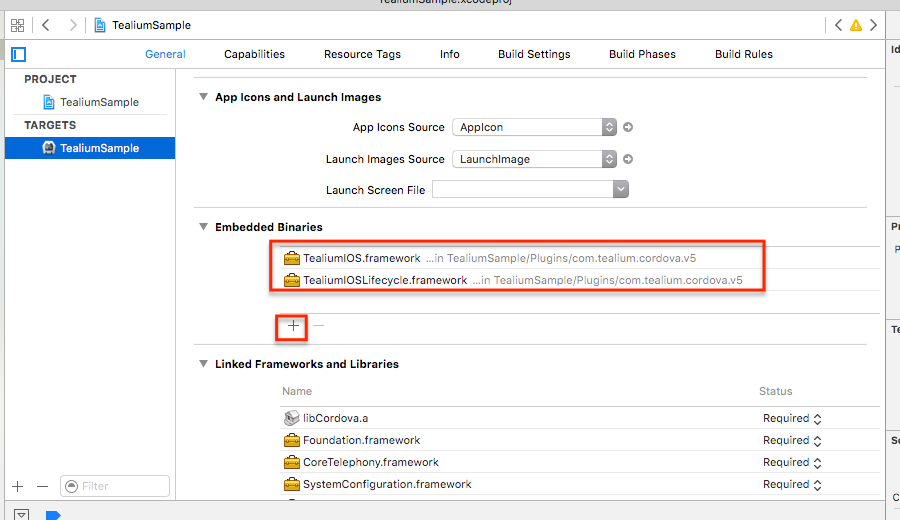 TealiumSample.xcodeproj
TealiumSample
General Capabilities Resource Tags Info Build Settings Build Phases Build Rules
PROJECT
TealiumSample
TARGETS
TealiumSample
App Icons and Launch Images
App Icons Source AppIcon
Launch Images Source LaunchImage
Launch Screen File
Embedded Binaries
TealiumIOS.framework ...in TealiumSample/Plugins/com.tealium.cordova.v5
TealiumIOSLifecycle.framework ...in TealiumSample/Plugins/com.tealium.cordova.v5
+ —
Linked Frameworks and Libraries
Name Status
libCordova.a Required
Foundation.framework Required
CoreTelephony.framework Required
SystemConfiguration.framework Required
+ — Filter